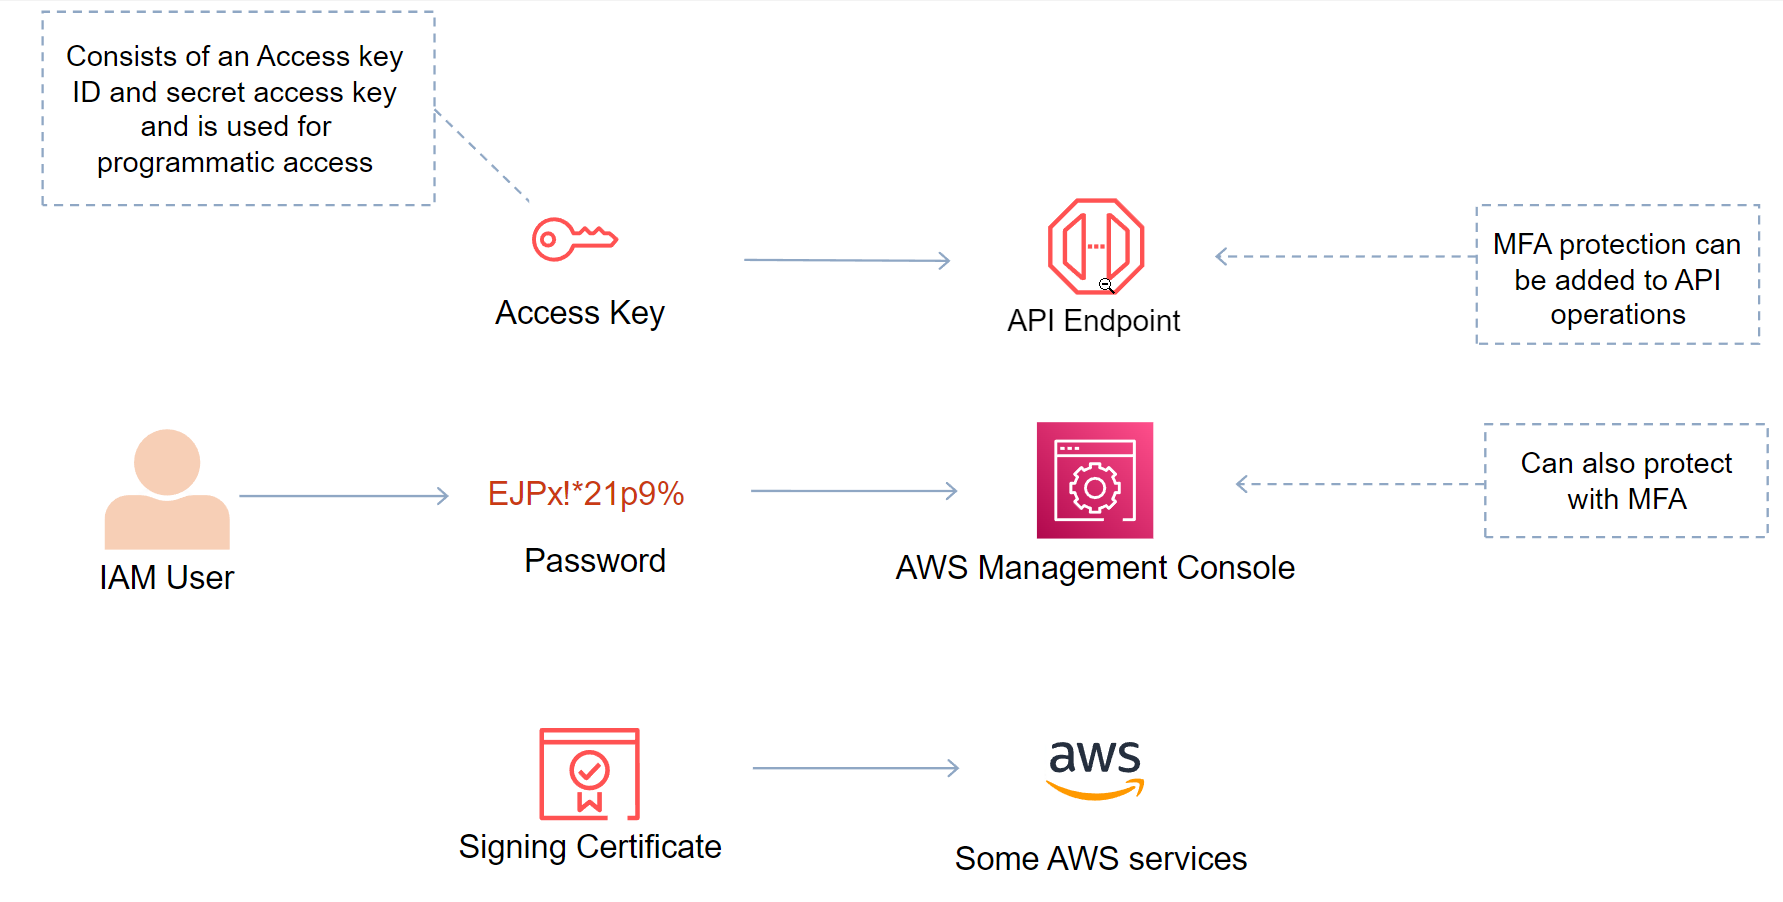 Consists of an Access key
ID and secret access key
and is used for
programmatic access
Access Key
API Endpoint
MFA protection can
be added to API
operations
IAM User
EJPx!*21p9%
Password
AWS Management Console
Can also protect
with MFA
Signing Certificate
aws
Some AWS services